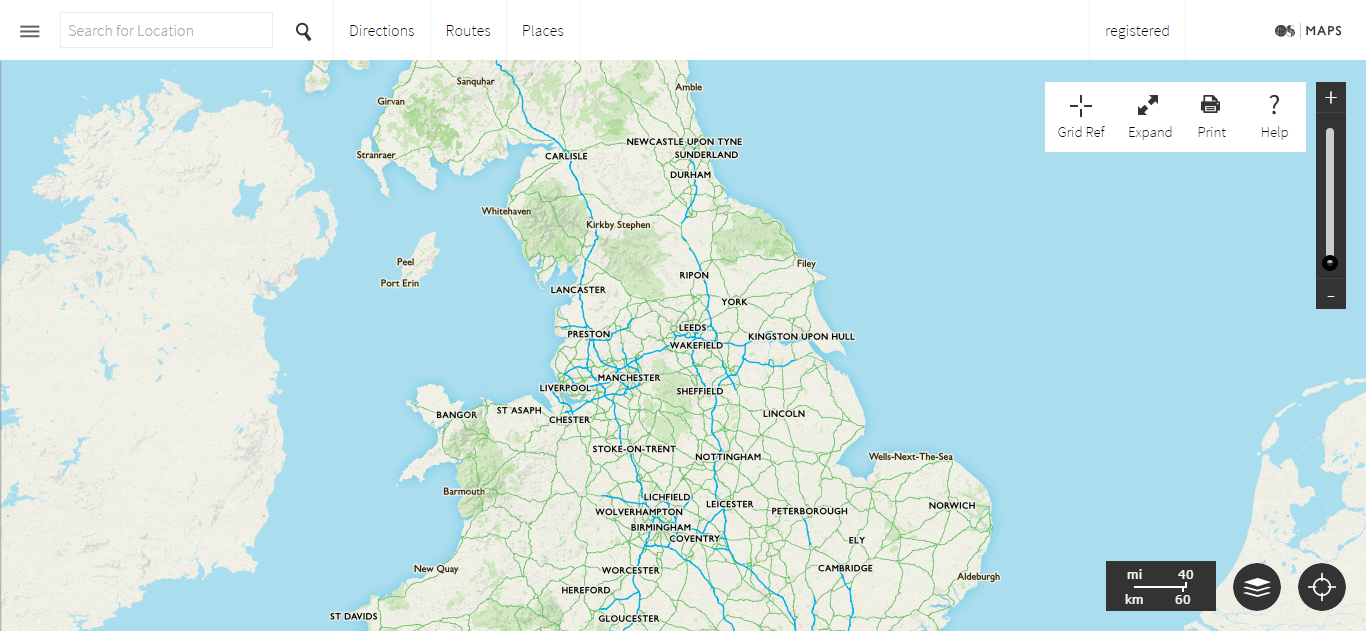 Search for Location
Directions
Routes
Places
registered
OS MAPS
Grid Ref
Expand
Print
? Help
+
−
Sanquhar
Amble
Girvan
NEWCASTLE UPON TYNE
Stranraer
CARLISLE
SUNDERLAND
DURHAM
Whitehaven
Kirkby Stephen
Peel
Filey
Port Erin
RIPON
LANCASTER
YORK
PRESTON
LEEDS
KINGSTON UPON HULL
WAKEFIELD
MANCHESTER
LIVERPOOL
SHEFFIELD
BANGOR
ST ASAPH
CHESTER
LINCOLN
STOKE-ON-TRENT
NOTTINGHAM
Wells-Next-The-Sea
Barmouth
LICHFIELD
LEICESTER
NORWICH
WOLVERHAMPTON
PETERBOROUGH
BIRMINGHAM
COVENTRY
ELY
New Quay
WORCESTER
CAMBRIDGE
Aldeburgh
HEREFORD
ST DAVIDS
GLOUCESTER
mi 40
km 60